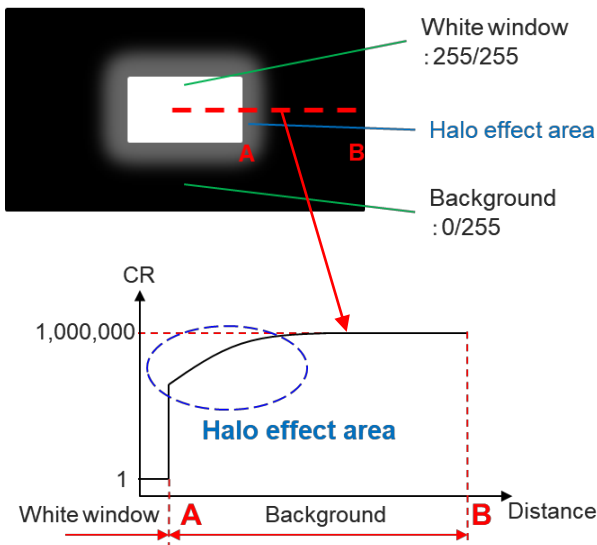 White window
: 255/255
Halo effect area
A
B
Background
: 0/255
CR
1,000,000
Halo effect area
1
White window
A
Background
B
Distance